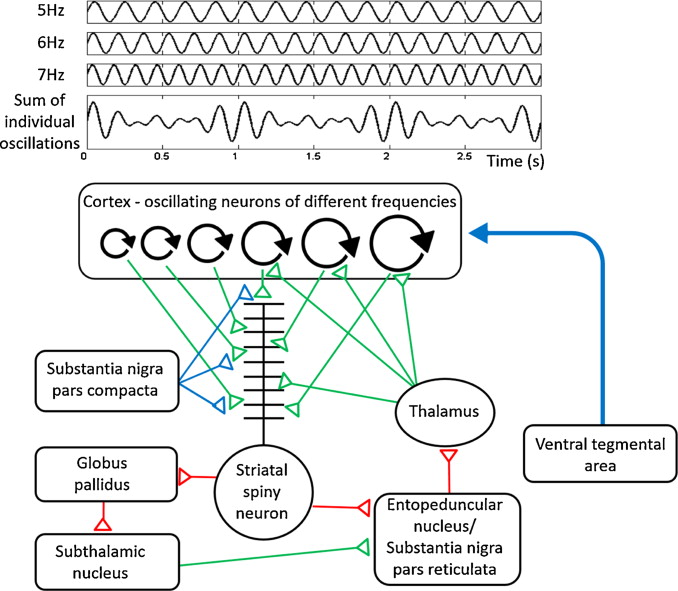 5Hz
6Hz
7Hz
Sum of
individual
oscillations
0 0.5 1 1.5 2 2.5 Time (s)
Cortex - oscillating neurons of different frequencies
Substantia nigra
pars compacta
Thalamus
Ventral tegmental
area
Globus
pallidus
Striatal
spiny
neuron
Entopeduncular
nucleus/
Substantia nigra
pars reticulata
Subthalamic
nucleus